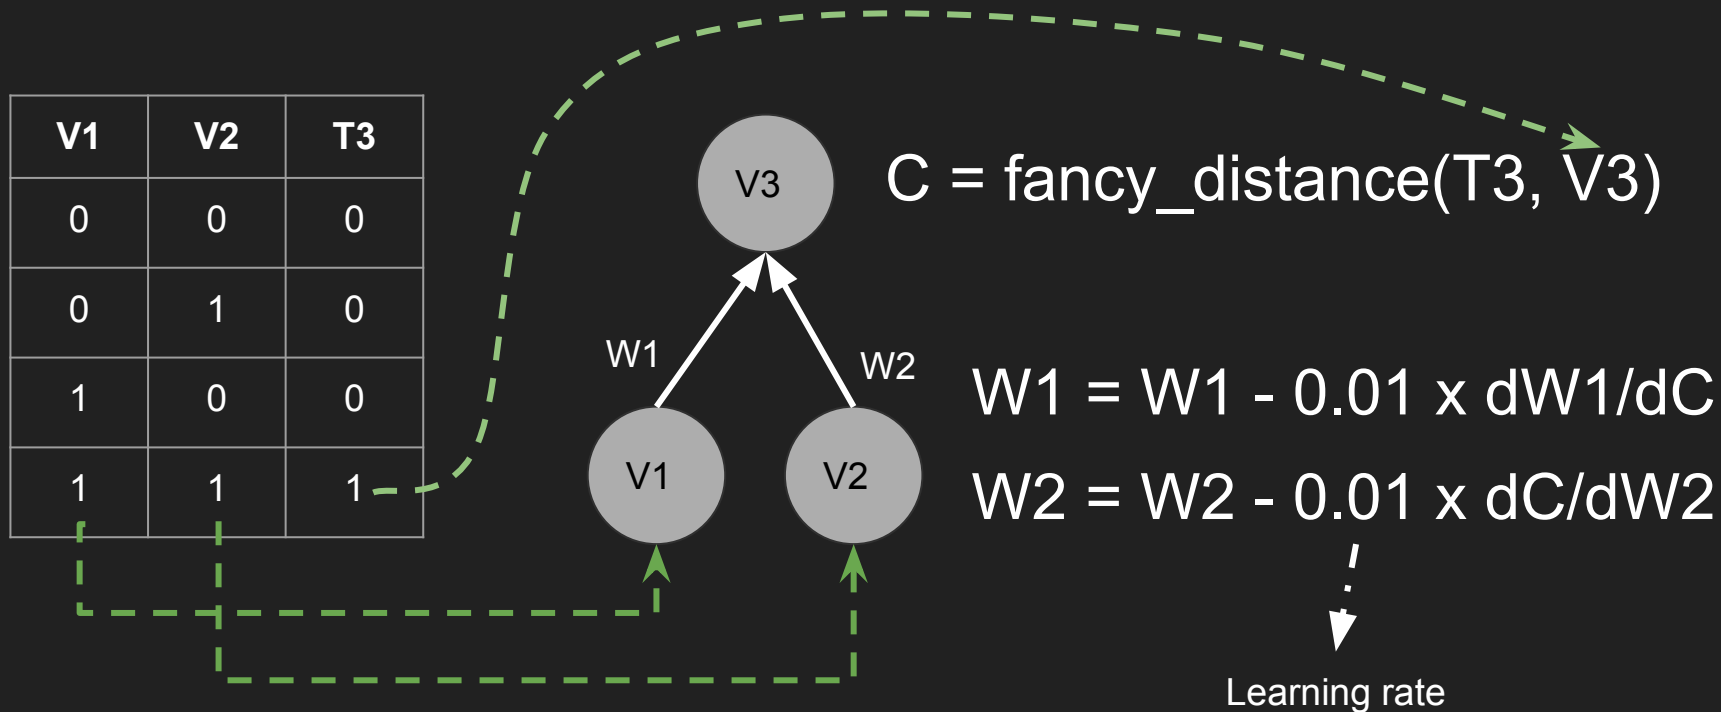 V1 V2 T3
0 0 0
0 1 0
1 0 0
1 1 1
V3
W1
W2
V1
V2
C = fancy_distance(T3, V3)
W1 = W1 - 0.01 x dW1/dC
W2 = W2 - 0.01 x dC/dW2
Learning rate